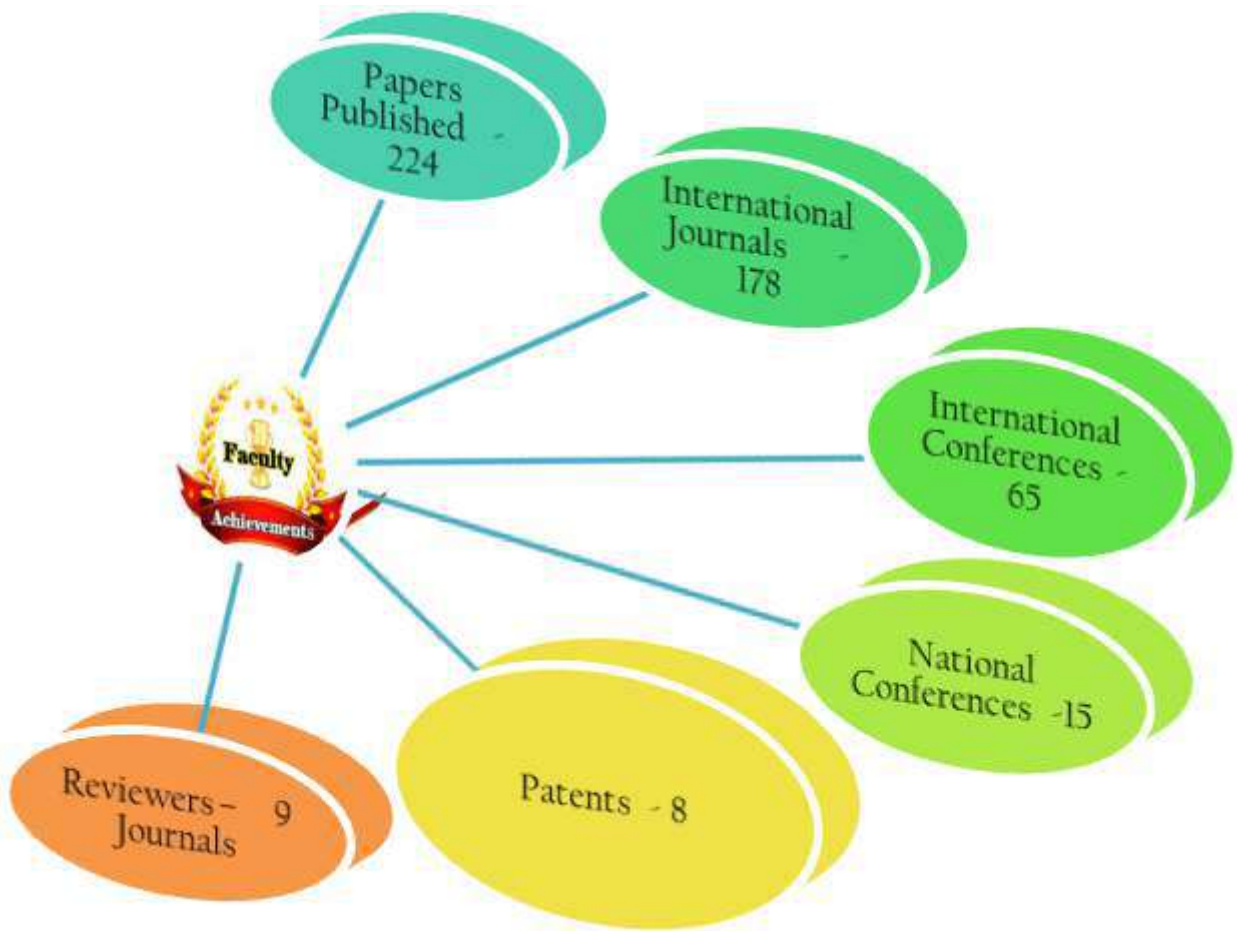 Papers
Published -
224
International
Journals -
178
International
Conferences -
65
Faculty
Achievements
National
Conferences -15
Patents - 8
Reviewers – 9
Journals